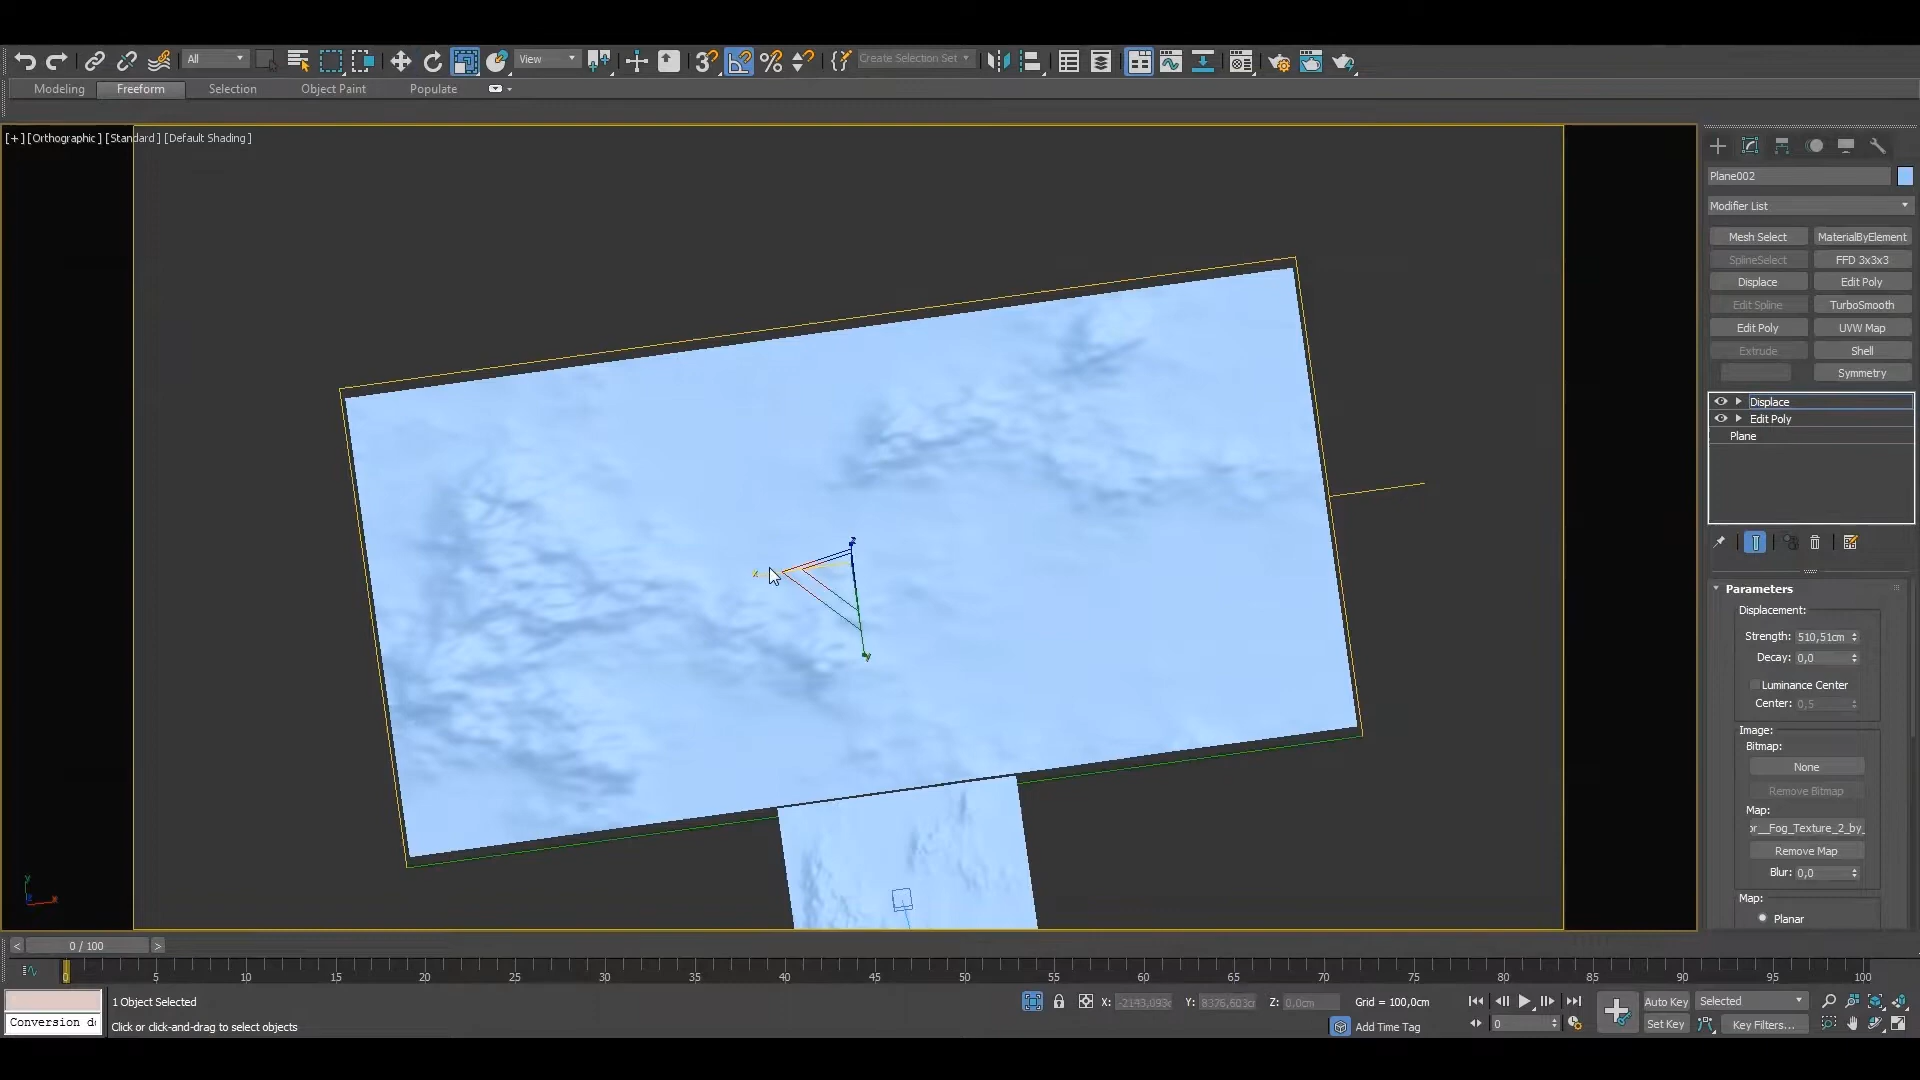 All
View
Create Selection Set
Modeling Freeform Selection Object Paint Populate
[+] [Orthographic] [Standard] [Default Shading]
Plane002
Modifier List
Mesh Select MaterialByElement
SplineSelect FFD 3x3x3
Displace Edit Poly
Edit Spline TurboSmooth
Edit Poly UVW Map
Extrude Shell
Symmetry
Displace
Edit Poly
Plane
Parameters
Displacement:
Strength: 510,51cm
Decay: 0,0
Luminance Center
Center: 0,5
Image:
Bitmap:
None
Remove Bitmap
Map:
or__Fog_Texture_2_by_
Remove Map
Blur: 0,0
Map:
Planar
x
z
y
y
x
< 0 / 100 >
0 5 10 15 20 25 30 35 40 45 50 55 60 65 70 75 80 85 90 95 100
1 Object Selected
X: -2193,093c Y: 8376,603c Z: 0,0cm Grid = 100,0cm
Auto Key Selected
Conversion d
Click or click-and-drag to select objects
Add Time Tag
0
Set Key Key Filters...